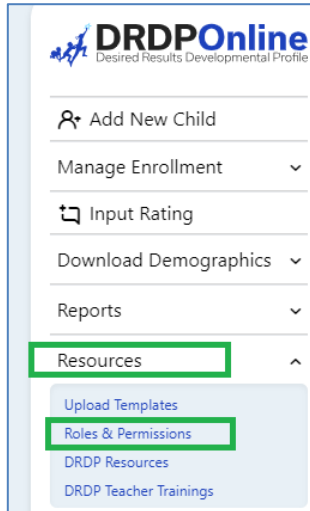 DRDPOnline
Desired Results Developmental Profile
Add New Child
Manage Enrollment
Input Rating
Download Demographics
Reports
Resources
Upload Templates
Roles & Permissions
DRDP Resources
DRDP Teacher Trainings